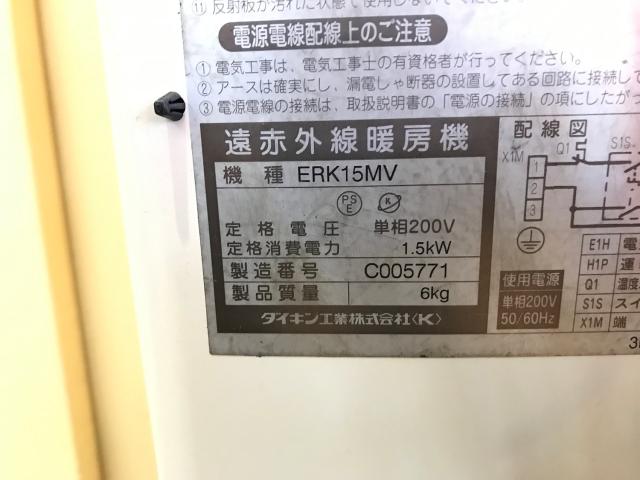 ⑪ 反射板が汚れた状態で使用しないでください。
電源電線配線上のご注意
① 電気工事は、電気工事士の有資格者が行ってください。
② アースは確実にし、漏電しゃ断器の設置してある回路に接続して
③ 電源電線の接続は、取扱説明書の「電源の接続」の項にしたがっ
遠赤外線暖房機
機種 ERK15MV
PSE K
定格電圧 単相200V
定格消費電力 1.5kW
製造番号 C005771
製品質量 6kg
ダイキン工業株式会社〈K〉
配線図
X1M Q1 S1S
1
2
3
使用電源
単相200V
50/60Hz
E1H 電
H1P 運
Q1 温度
S1S スイ
X1M 端